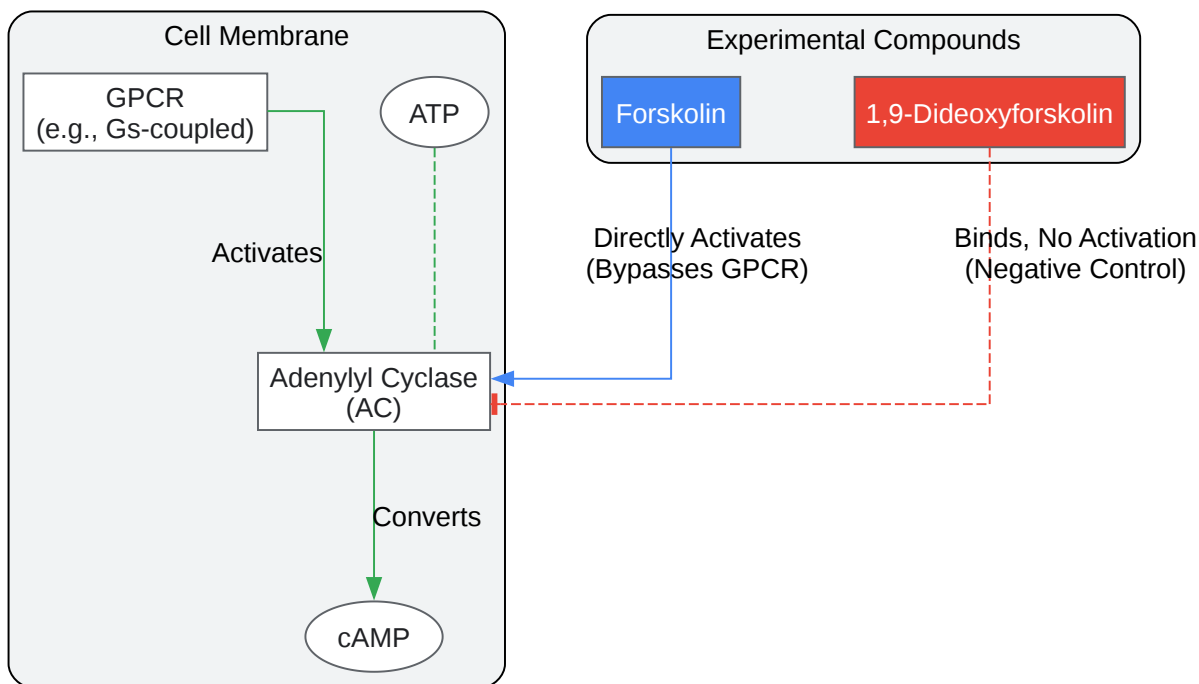 Cell Membrane
GPCR
(e.g., Gs-coupled)
ATP
Activates
Adenylyl Cyclase
(AC)
Converts
cAMP
Experimental Compounds
Forskolin
1,9-Dideoxyforskolin
Directly Activates
(Bypasses GPCR)
Binds, No Activation
(Negative Control)